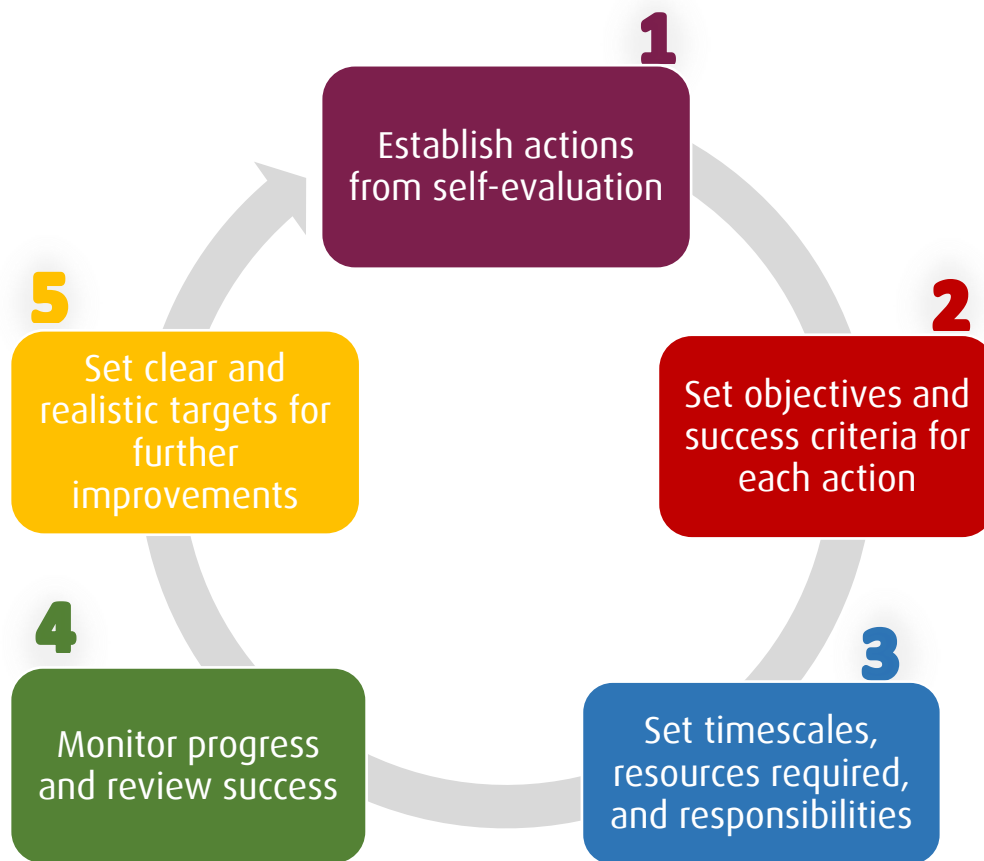 1
Establish actions
from self-evaluation
2
Set objectives and
success criteria for
each action
3
Set timescales,
resources required,
and responsibilities
4
Monitor progress
and review success
5
Set clear and
realistic targets for
further
improvements